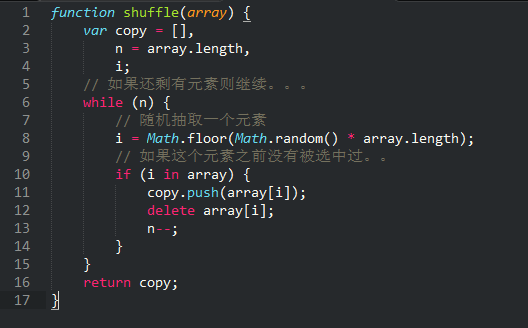 1 function shuffle(array) {
2     var copy = [],
3         n = array.length,
4         i;
5     // 如果还剩有元素则继续。。。
6     while (n) {
7         // 随机抽取一个元素
8         i = Math.floor(Math.random() * array.length);
9         // 如果这个元素之前没有被选中过。。
10         if (i in array) {
11             copy.push(array[i]);
12             delete array[i];
13             n--;
14         }
15     }
16     return copy;
17 }